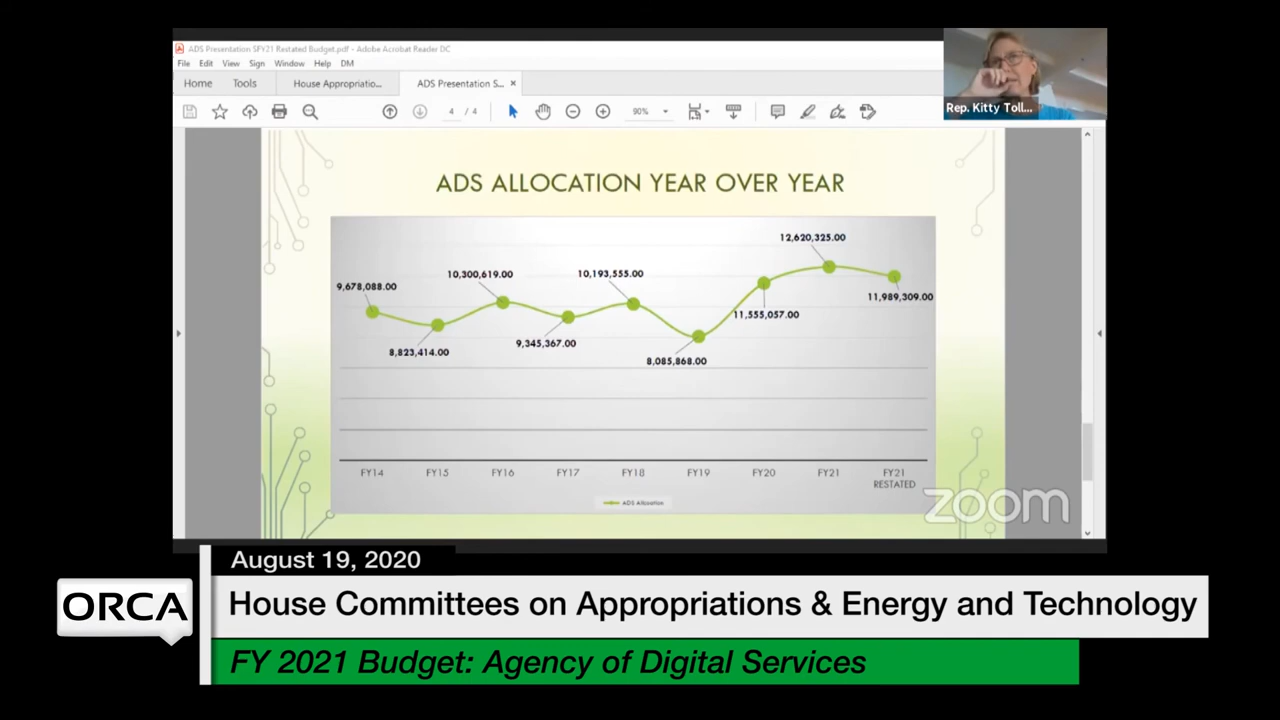 ADS Presentation SFY21 Restated Budget.pdf - Adobe Acrobat Reader DC
File Edit View Sign Window Help DM
Home Tools House Appropriatio... ADS Presentation S... ×
4 / 4 90%
Rep. Kitty Toll...
ADS ALLOCATION YEAR OVER YEAR
12,620,325.00
10,300,619.00 10,193,555.00
9,678,088.00
11,989,309.00
11,555,057.00
9,345,367.00
8,823,414.00
8,085,868.00
FY14 FY15 FY16 FY17 FY18 FY19 FY20 FY21 FY21
RESTATED
ADS Allocation
zoom
August 19, 2020
ORCA
House Committees on Appropriations & Energy and Technology
FY 2021 Budget: Agency of Digital Services